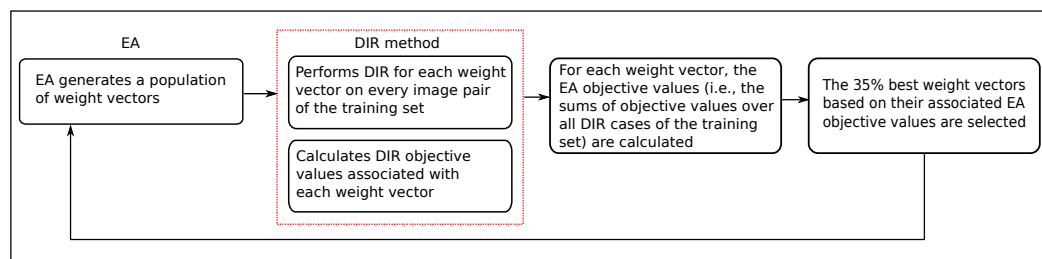 EA
EA generates a population
of weight vectors
DIR method
Performs DIR for each weight
vector on every image pair
of the training set
Calculates DIR objective
values associated with
each weight vector
For each weight vector, the
EA objective values (i.e., the
sums of objective values over
all DIR cases of the training
set) are calculated
The 35% best weight vectors
based on their associated EA
objective values are selected